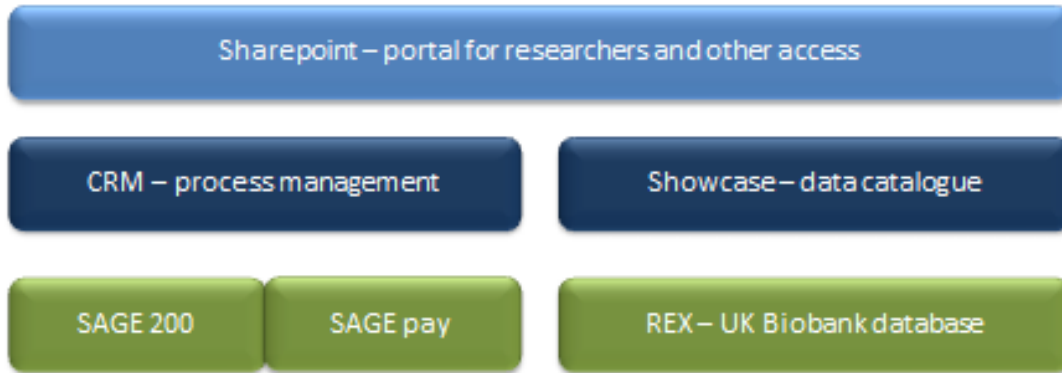 Sharepoint – portal for researchers and other access
CRM – process management
Showcase – data catalogue
SAGE 200
SAGE pay
REX – UK Biobank database